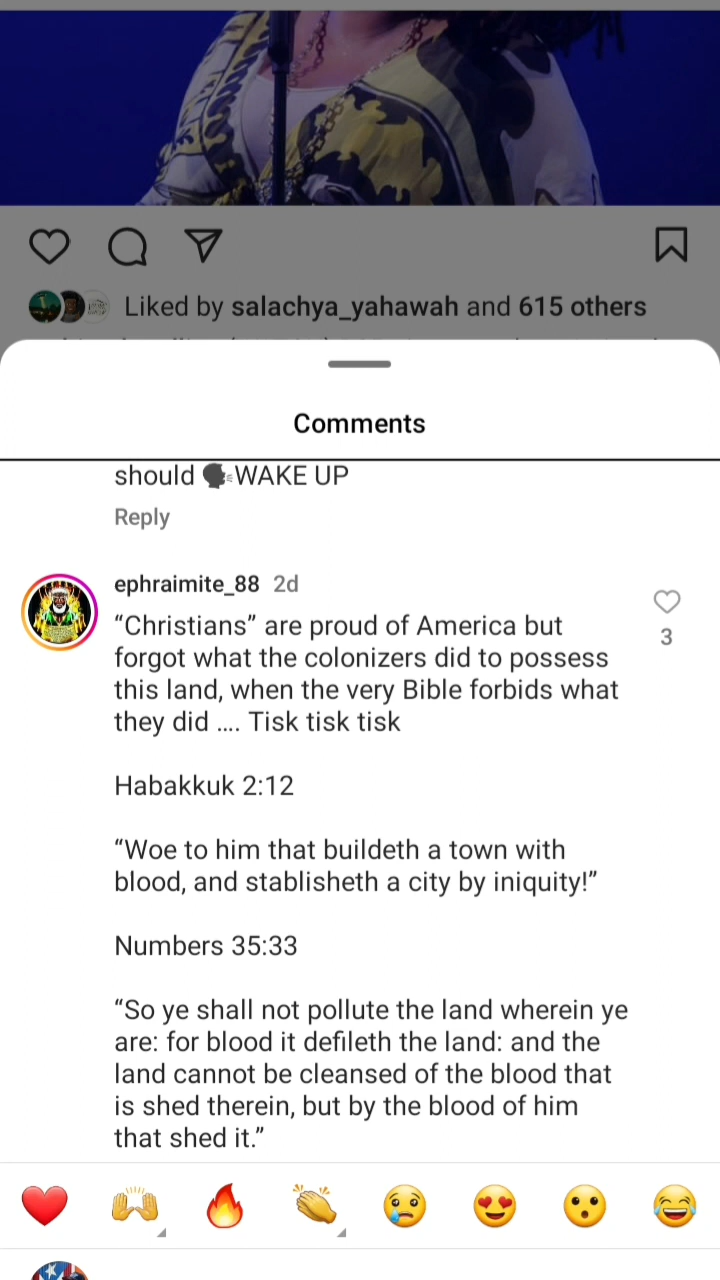 Liked by salachya_yahawah and 615 others
Comments
should 🗣WAKE UP
Reply
ephraimite_88 2d
“Christians” are proud of America but
forgot what the colonizers did to possess
this land, when the very Bible forbids what
they did .... Tisk tisk tisk
3
Habakkuk 2:12
“Woe to him that buildeth a town with
blood, and stablisheth a city by iniquity!”
Numbers 35:33
“So ye shall not pollute the land wherein ye
are: for blood it defileth the land: and the
land cannot be cleansed of the blood that
is shed therein, but by the blood of him
that shed it.”